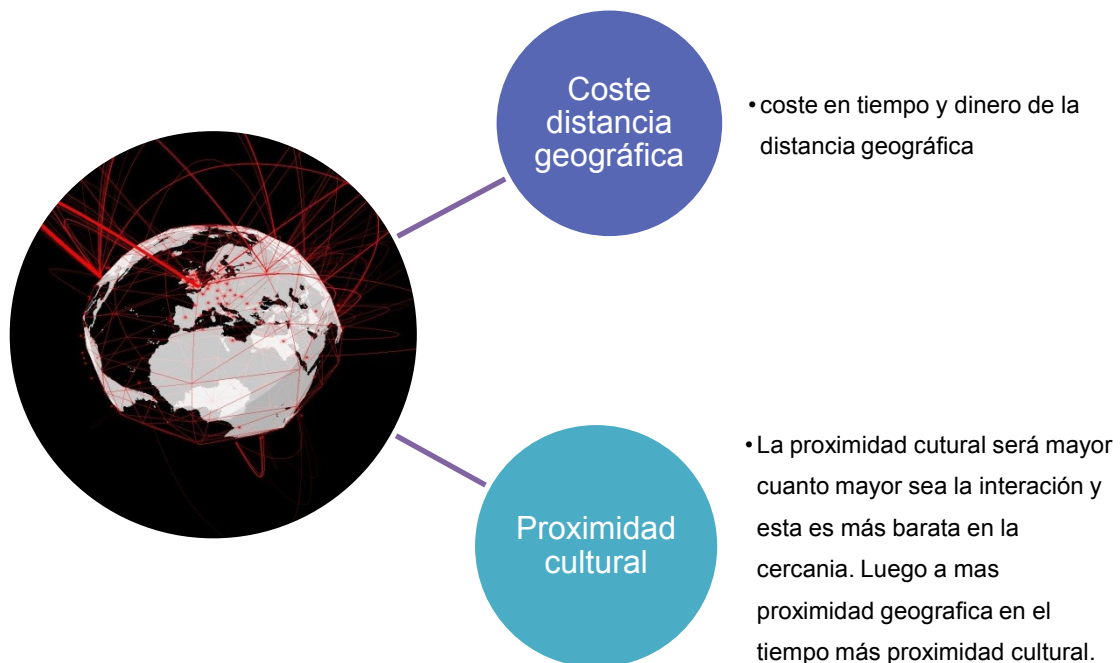 Coste
distancia
geográfica
• coste en tiempo y dinero de la
distancia geográfica
Proximidad
cultural
• La proximidad cutural será mayor
cuanto mayor sea la interación y
esta es más barata en la
cercania. Luego a mas
proximidad geografica en el
tiempo más proximidad cultural.